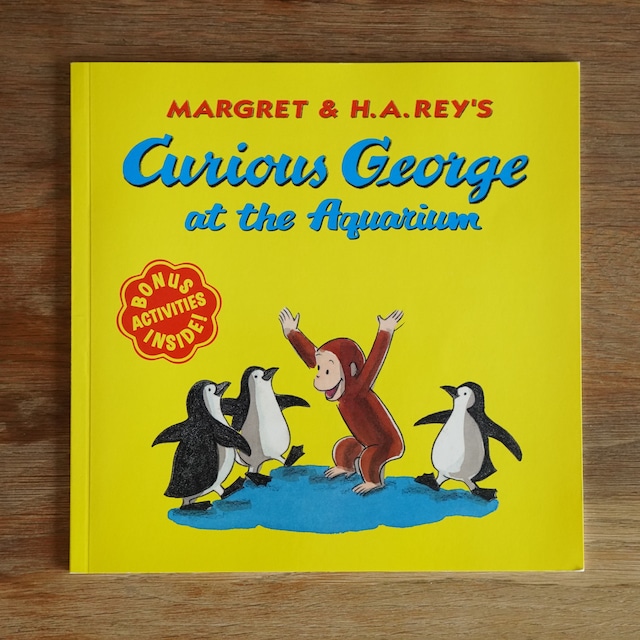 MARGRET & H.A.REY'S
Curious George
at the Aquarium
BONUS
ACTIVITIES
INSIDE!